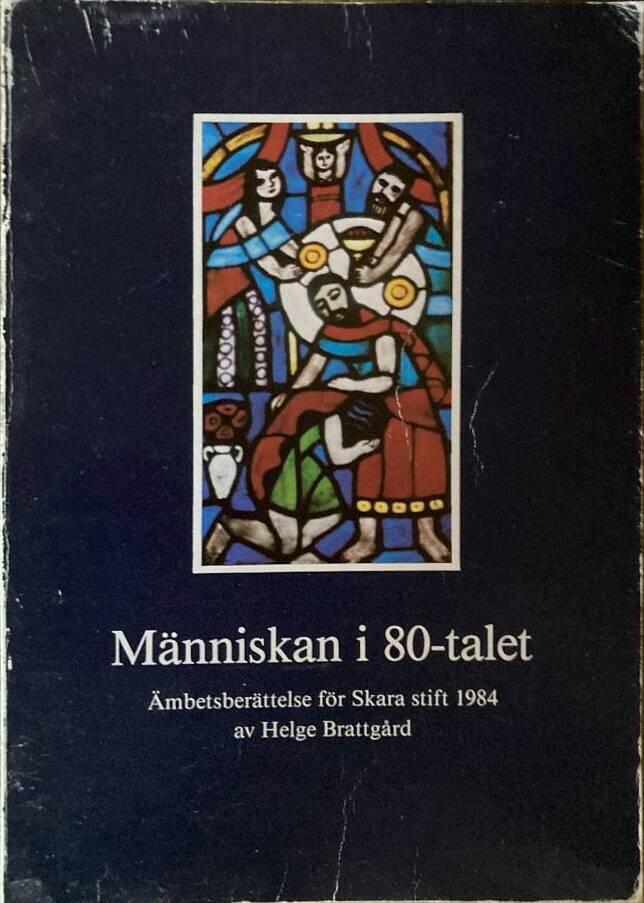 Människan i 80-talet
Ämbetsberättelse för Skara stift 1984
av Helge Brattgård